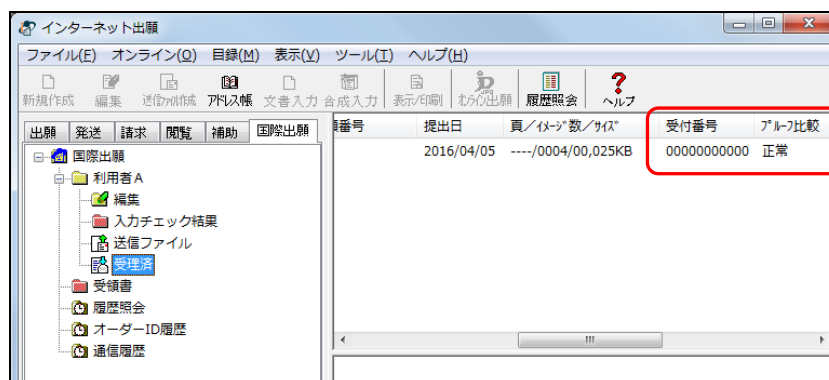 インターネット出願
ファイル(F) オンライン(O) 目録(M) 表示(V) ツール(T) ヘルプ(H)
新規作成 編集 送信ファイル作成 アドレス帳 文書入力 合成入力 表示/印刷 わくわく出願 履歴照会 ヘルプ
出願 発送 請求 閲覧 補助 国際出願
番号 提出日 頁/イメージ数/サイズ 受付番号 プルーフ比較
2016/04/05 ----/0004/00,025KB 00000000000 正常
国際出願
利用者A
編集
入力チェック結果
送信ファイル
受理済
受領書
履歴照会
オーダーID履歴
通信履歴